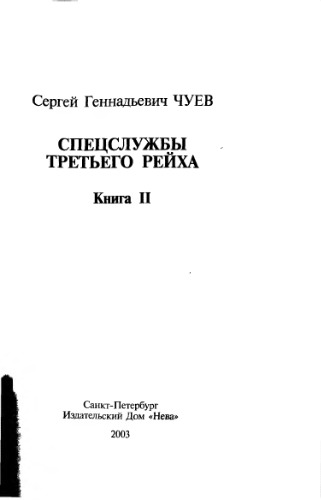 Сергей Геннадьевич ЧУЕВ
СПЕЦСЛУЖБЫ
ТРЕТЬЕГО РЕЙХА
Книга II
Санкт-Петербург
Издательский Дом «Нева»
2003